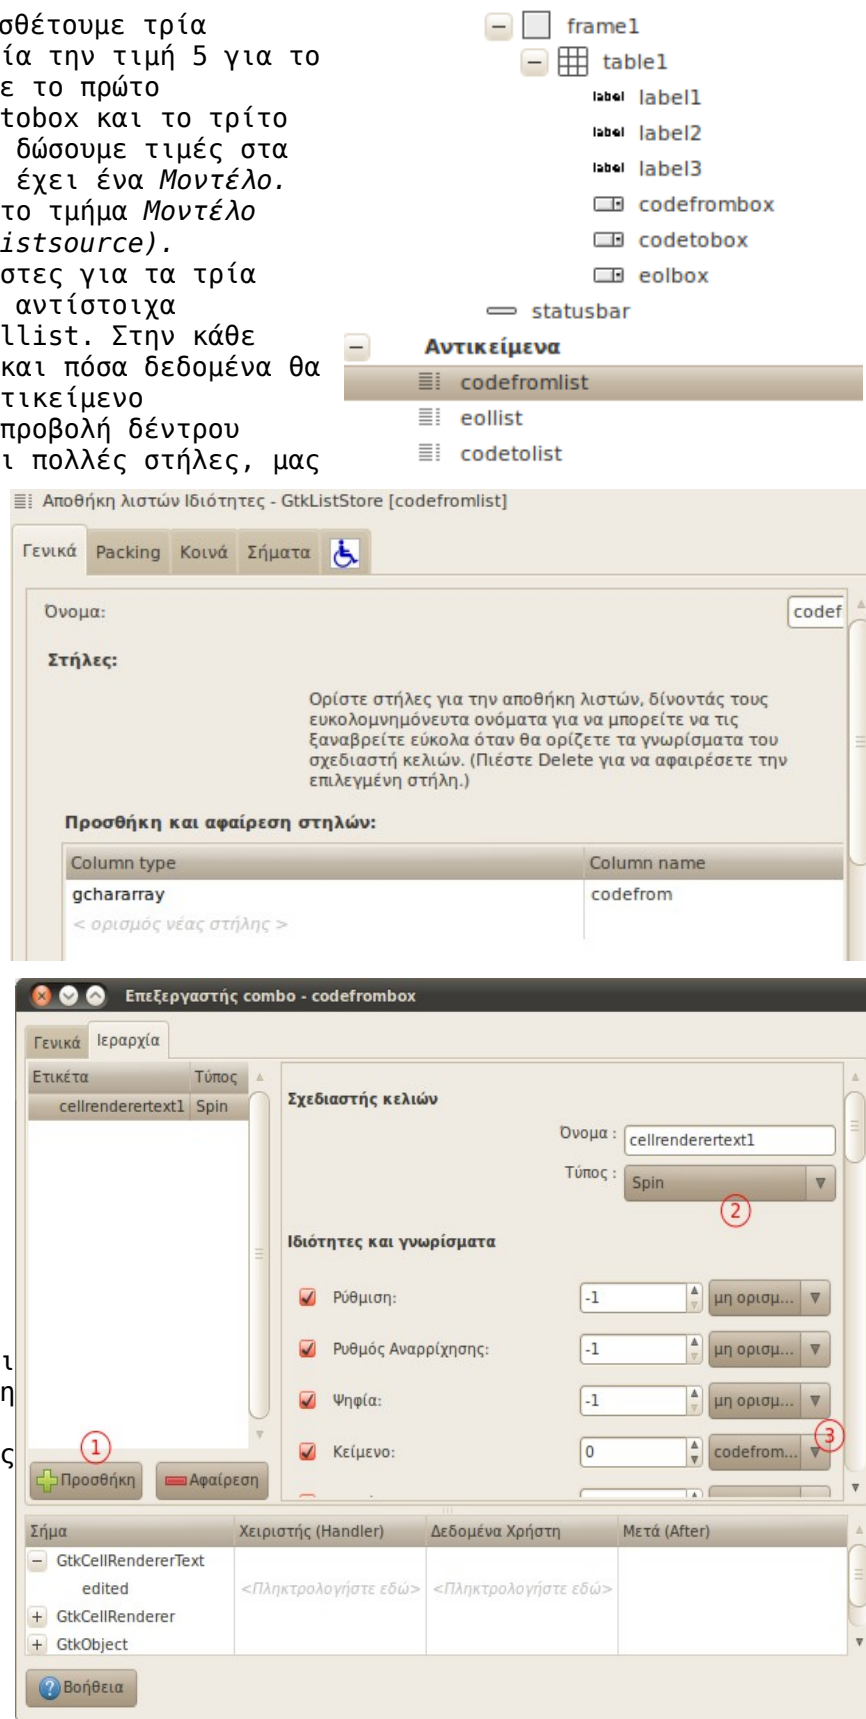 σθέτουμε τρία
ία την τιμή 5 για το
ε το πρώτο
tobox και το τρίτο
δώσουμε τιμές στα
έχει ένα Μοντέλο.
το τμήμα Μοντέλο
istsource).
στες για τα τρία
αντίστοιχα
llist. Στην κάθε
και πόσα δεδομένα θα
τικείμενο
προβολή δέντρου
ι πολλές στήλες, μας
frame1
table1
label label1
label label2
label label3
codefrombox
codetobox
eolbox
statusbar
Αντικείμενα
codefromlist
eollist
codetolist
Αποθήκη λιστών Ιδιότητες - GtkListStore [codefromlist]
Γενικά Packing Κοινά Σήματα
Όνομα: codef
Στήλες:
Ορίστε στήλες για την αποθήκη λιστών, δίνοντάς τους
ευκολομνημόνευτα ονόματα για να μπορείτε να τις
ξαναβρείτε εύκολα όταν θα ορίζετε τα γνωρίσματα του
σχεδιαστή κελιών. (Πιέστε Delete για να αφαιρέσετε την
επιλεγμένη στήλη.)
Προσθήκη και αφαίρεση στηλών:
Column type Column name
gchararray codefrom
< ορισμός νέας στήλης >
Επεξεργαστής combo - codefrombox
Γενικά Ιεραρχία
Ετικέτα Τύπος
cellrenderertext1 Spin
Σχεδιαστής κελιών
Όνομα : cellrenderertext1
Τύπος : Spin
2
Ιδιότητες και γνωρίσματα
Ρύθμιση: -1 μη ορισμ...
Ρυθμός Αναρρίχησης: -1 μη ορισμ...
Ψηφία: -1 μη ορισμ...
3
Κείμενο: 0 codefrom...
ι
η
ς
1
Προσθήκη Αφαίρεση
Σήμα Χειριστής (Handler) Δεδομένα Χρήστη Μετά (After)
GtkCellRendererText
edited <Πληκτρολογήστε εδώ> <Πληκτρολογήστε εδώ>
GtkCellRenderer
GtkObject
Βοήθεια